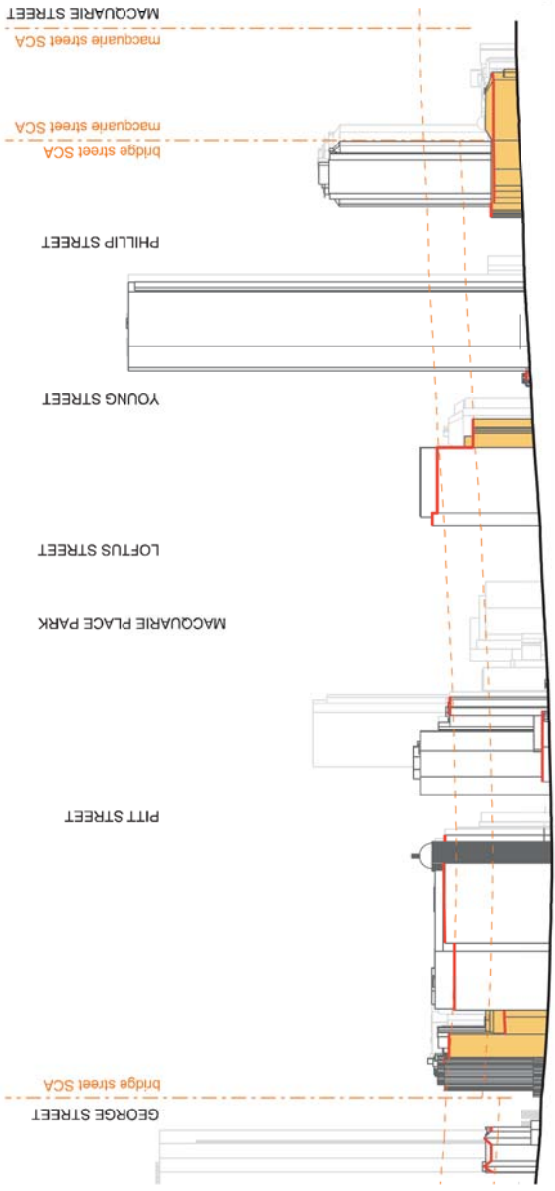 GEORGE STREET
bridge street SCA
PITT STREET
MACQUARIE PLACE PARK
LOFTUS STREET
YOUNG STREET
PHILLIP STREET
bridge street SCA
macquarie street SCA
macquarie street SCA
MACQUARIE STREET